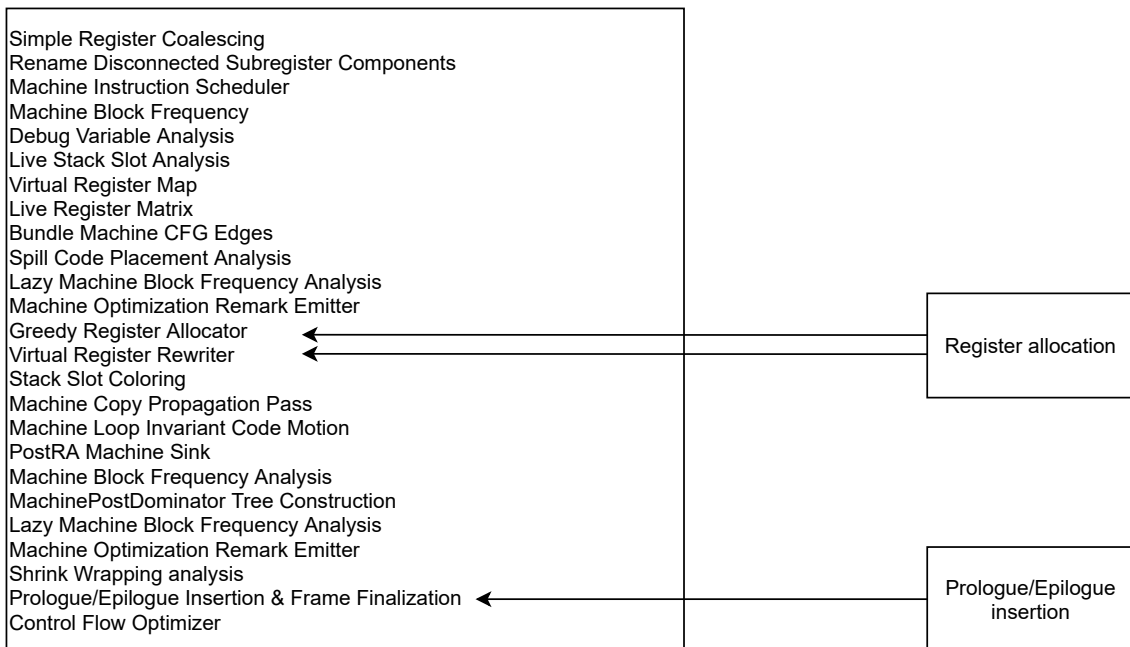 Simple Register Coalescing
Rename Disconnected Subregister Components
Machine Instruction Scheduler
Machine Block Frequency
Debug Variable Analysis
Live Stack Slot Analysis
Virtual Register Map
Live Register Matrix
Bundle Machine CFG Edges
Spill Code Placement Analysis
Lazy Machine Block Frequency Analysis
Machine Optimization Remark Emitter
Greedy Register Allocator
Virtual Register Rewriter
Stack Slot Coloring
Machine Copy Propagation Pass
Machine Loop Invariant Code Motion
PostRA Machine Sink
Machine Block Frequency Analysis
MachinePostDominator Tree Construction
Lazy Machine Block Frequency Analysis
Machine Optimization Remark Emitter
Shrink Wrapping analysis
Prologue/Epilogue Insertion & Frame Finalization
Control Flow Optimizer
Register allocation
Prologue/Epilogue
insertion